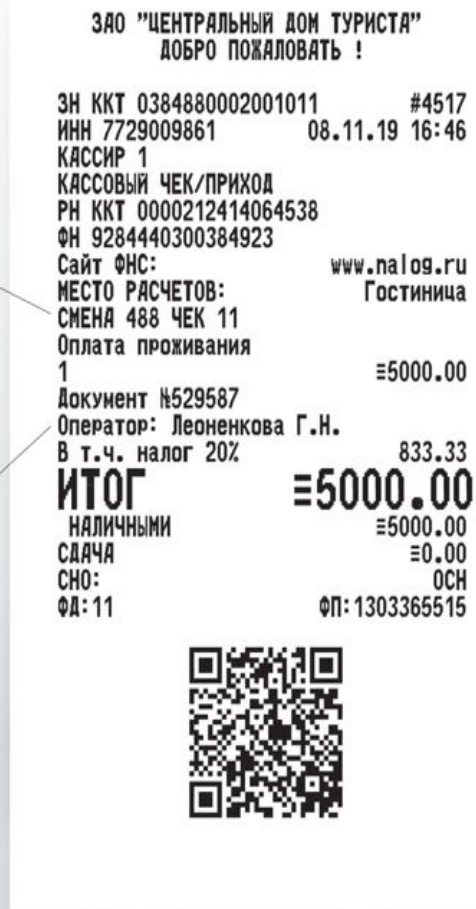 ЗАО "ЦЕНТРАЛЬНЫЙ ДОМ ТУРИСТА"
ДОБРО ПОЖАЛОВАТЬ !
ЗН ККТ 0384880002001011 #4517
ИНН 7729009861 08.11.19 16:46
КАССИР 1
КАССОВЫЙ ЧЕК/ПРИХОД
РН ККТ 0000212414064538
ФН 9284440300384923
Сайт ФНС: www.nalog.ru
МЕСТО РАСЧЕТОВ: Гостиница
СМЕНА 488 ЧЕК 11
Оплата проживания
1 ≡5000.00
Документ №529587
Оператор: Леоненкова Г.Н.
В т.ч. налог 20% 833.33
ИТОГ ≡5000.00
НАЛИЧНЫМИ ≡5000.00
СДАЧА ≡0.00
СНО: ОСН
ФД:11 ФП:1303365515